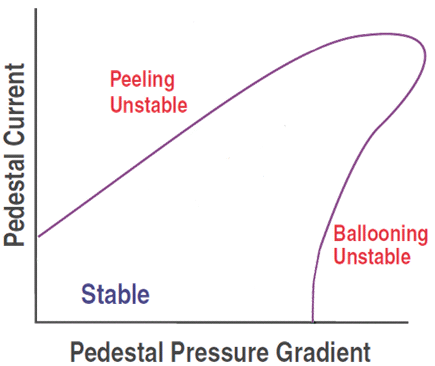 Pedestal Current
Peeling
Unstable
Ballooning
Unstable
Stable
Pedestal Pressure Gradient